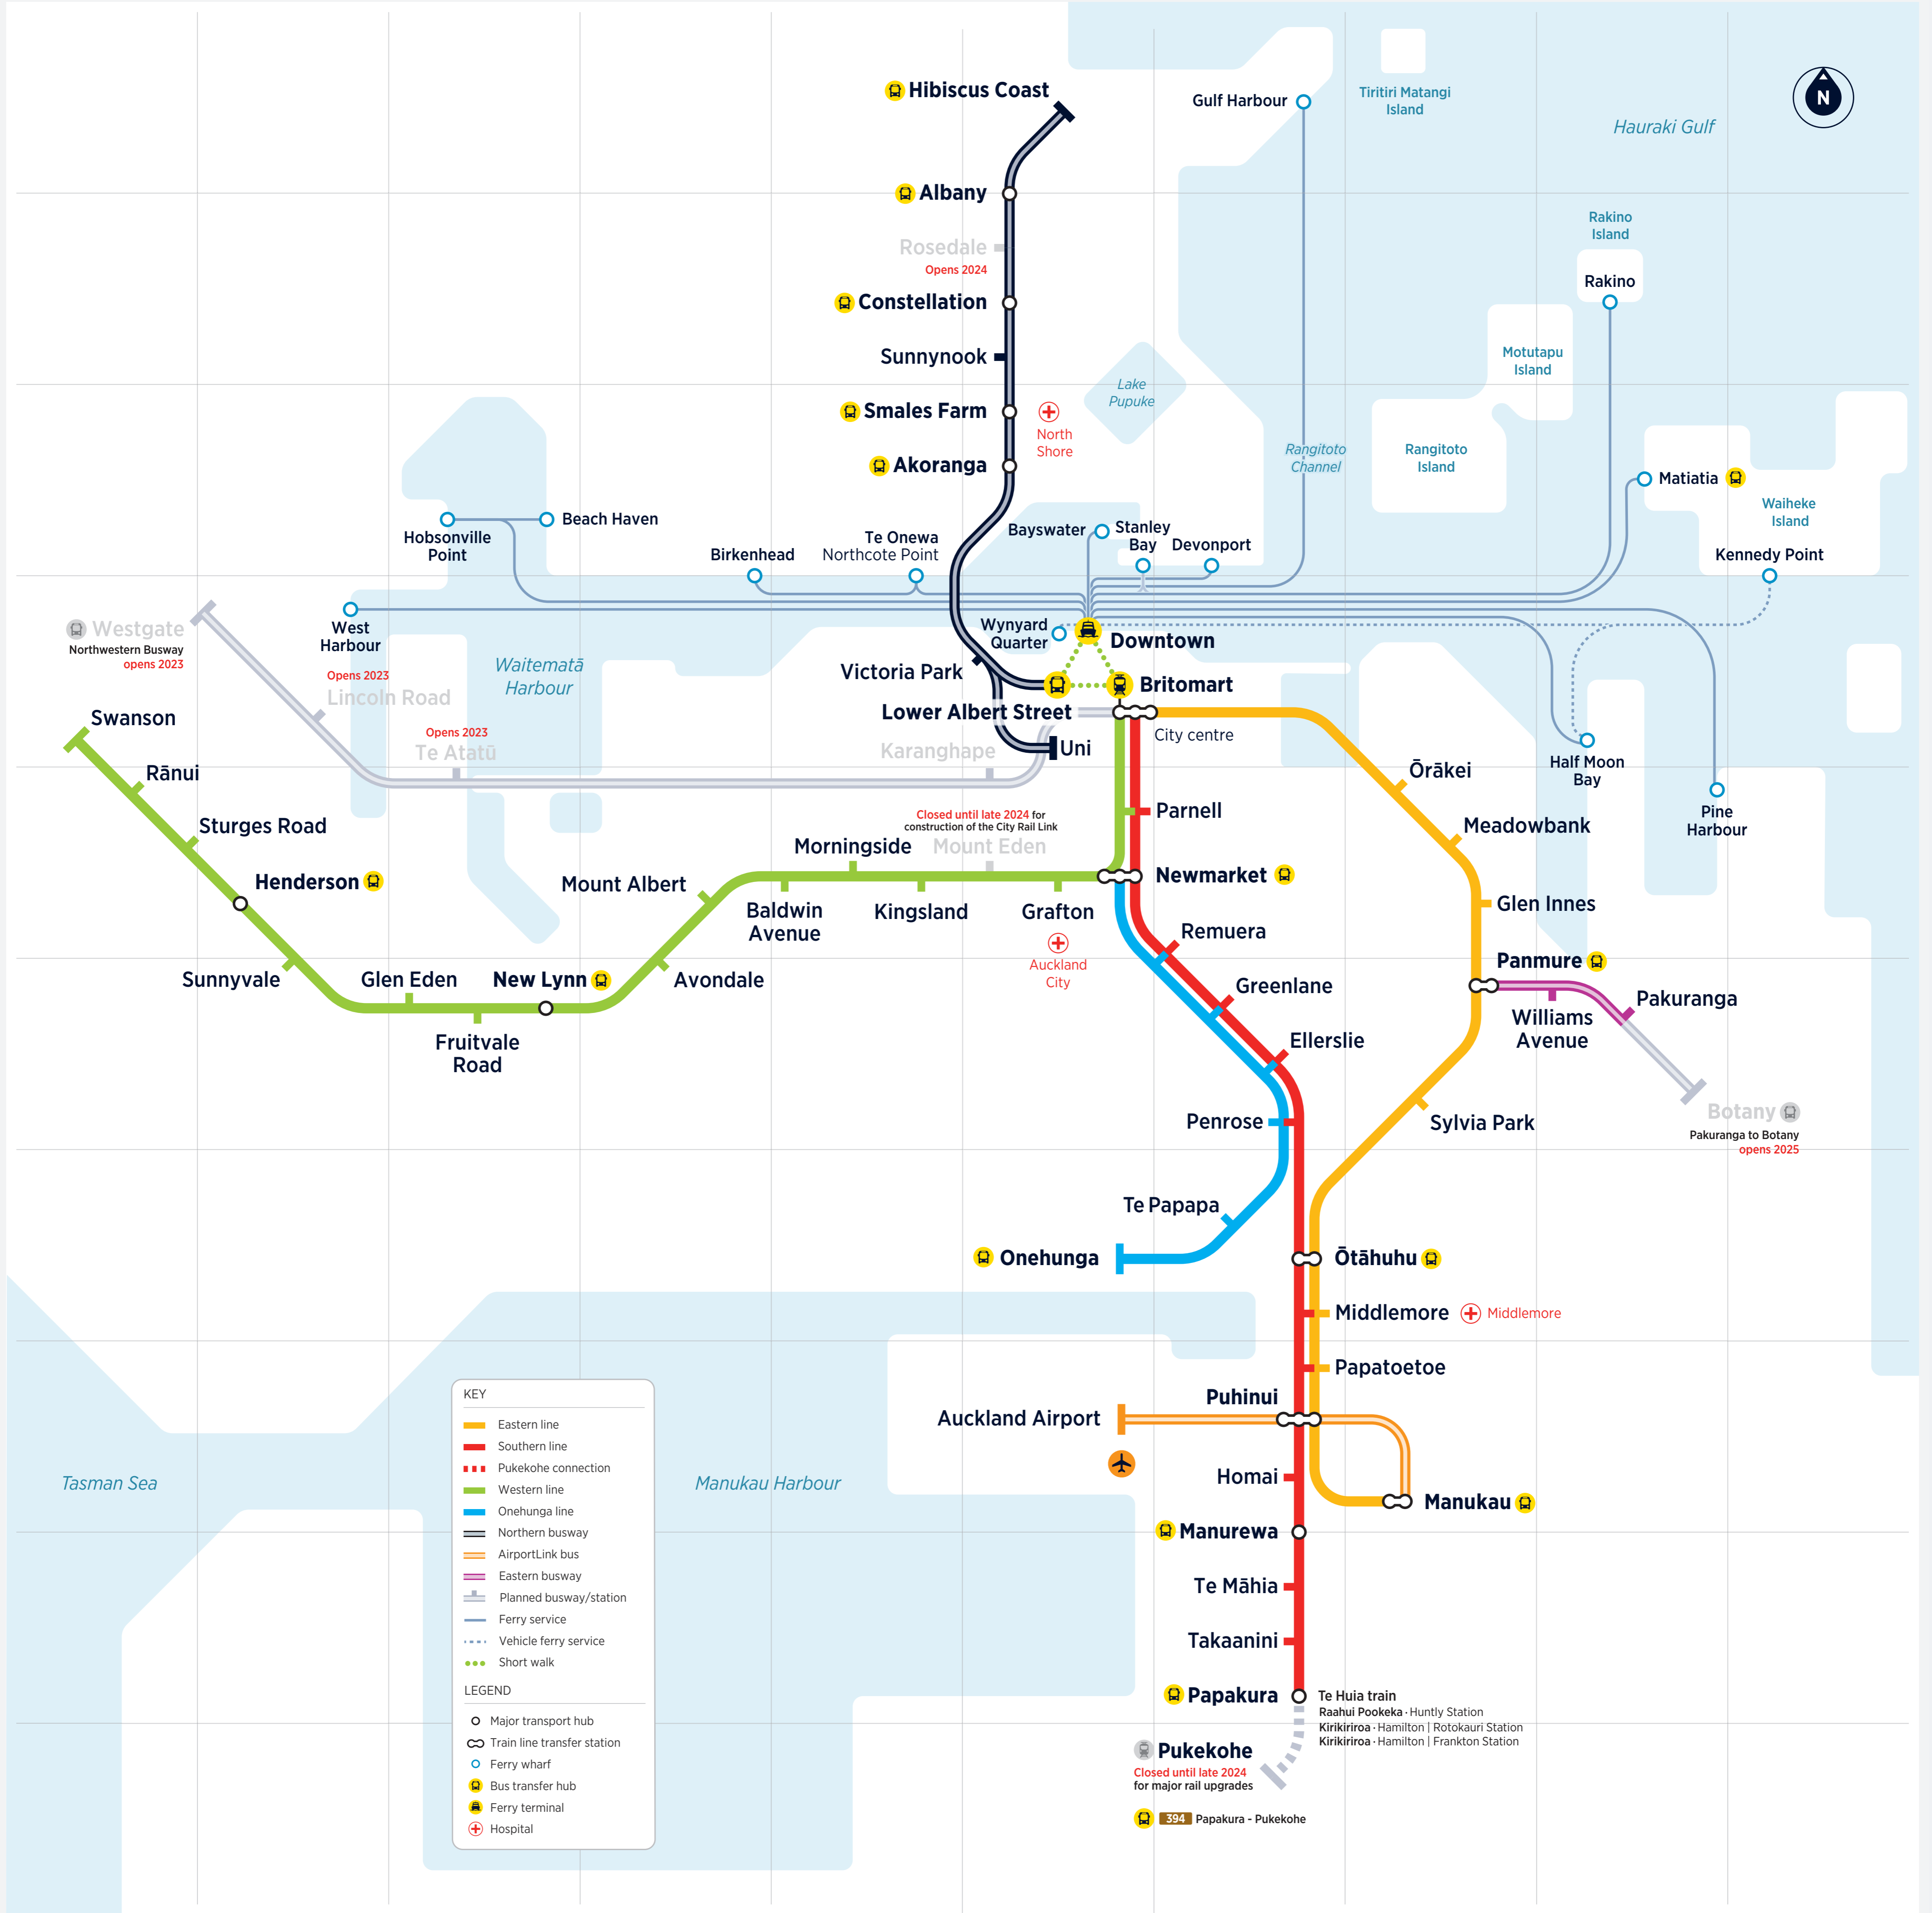 Hibiscus Coast
Gulf Harbour
Tiritiri Matangi
Island
Hauraki Gulf
N
Albany
Rosedale
Opens 2024
Rakino
Island
Rakino
Constellation
Sunnynook
Motutapu
Island
Lake
Pupuke
Smales Farm
North
Shore
Rangitoto
Channel
Rangitoto
Island
Akoranga
Matiatia
Waiheke
Island
Hobsonville
Point
Beach Haven
Birkenhead
Te Onewa
Northcote Point
Bayswater
Stanley
Bay
Devonport
Kennedy Point
Westgate
Northwestern Busway
opens 2023
West
Harbour
Wynyard
Quarter
Downtown
Opens 2023
Lincoln Road
Waitematā
Harbour
Victoria Park
Britomart
Swanson
Lower Albert Street
City centre
Opens 2023
Te Atatū
Karanghape
Uni
Half Moon
Bay
Pine
Harbour
Rānui
Ōrākei
Sturges Road
Closed until late 2024 for
construction of the City Rail Link
Parnell
Meadowbank
Morningside
Mount Eden
Henderson
Mount Albert
Newmarket
Baldwin
Avenue
Kingsland
Grafton
Glen Innes
Auckland
City
Remuera
Sunnyvale
Glen Eden
New Lynn
Avondale
Greenlane
Panmure
Williams
Avenue
Pakuranga
Fruitvale
Road
Ellerslie
Penrose
Sylvia Park
Botany
Pakuranga to Botany
opens 2025
Te Papapa
Onehunga
Ōtāhuhu
Middlemore
Middlemore
Papatoetoe
Puhinui
Auckland Airport
Homai
Manukau
Manurewa
Te Māhia
Takaanini
Papakura
Te Huia train
Raahui Pookeka · Huntly Station
Kirikiriroa · Hamilton | Rotokauri Station
Kirikiriroa · Hamilton | Frankton Station
Pukekohe
Closed until late 2024
for major rail upgrades
394 Papakura - Pukekohe
Tasman Sea
Manukau Harbour
KEY
Eastern line
Southern line
Pukekohe connection
Western line
Onehunga line
Northern busway
AirportLink bus
Eastern busway
Planned busway/station
Ferry service
Vehicle ferry service
Short walk
LEGEND
Major transport hub
Train line transfer station
Ferry wharf
Bus transfer hub
Ferry terminal
Hospital